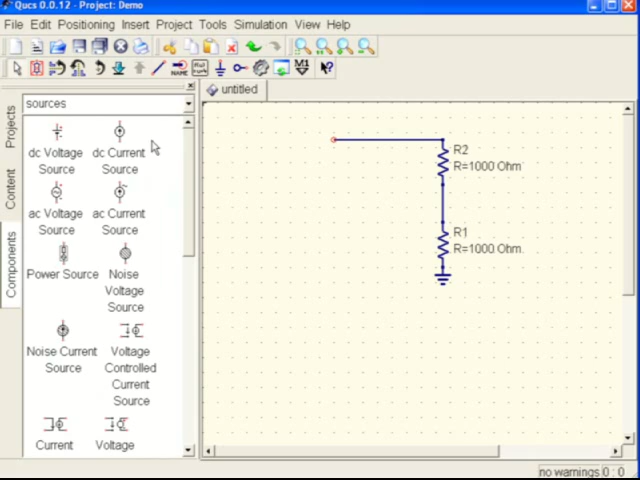 Qucs 0.0.12 - Project: Demo
File Edit Positioning Insert Project Tools Simulation View Help
NAME
untitled
Projects
Content
Components
sources
dc Voltage
Source
dc Current
Source
ac Voltage
Source
ac Current
Source
Power Source
Noise
Voltage
Source
Noise Current
Source
Voltage
Controlled
Current
Source
Current
Voltage
R2
R=1000 Ohm
R1
R=1000 Ohm
no warnings 0 : 0